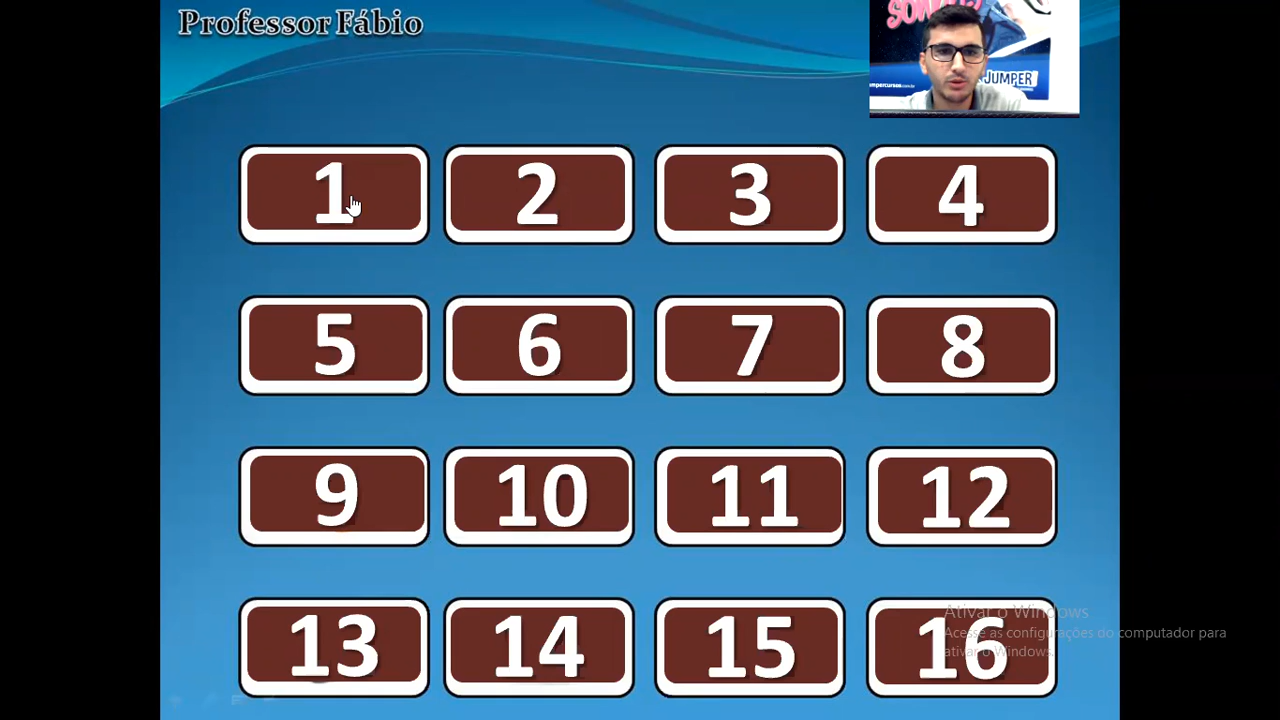 Professor Fábio
JUMPER
1 2 3 4
5 6 7 8
9 10 11 12
13 14 15 16
Ativar o Windows
Acesse as configurações do computador para
ativar o Windows.